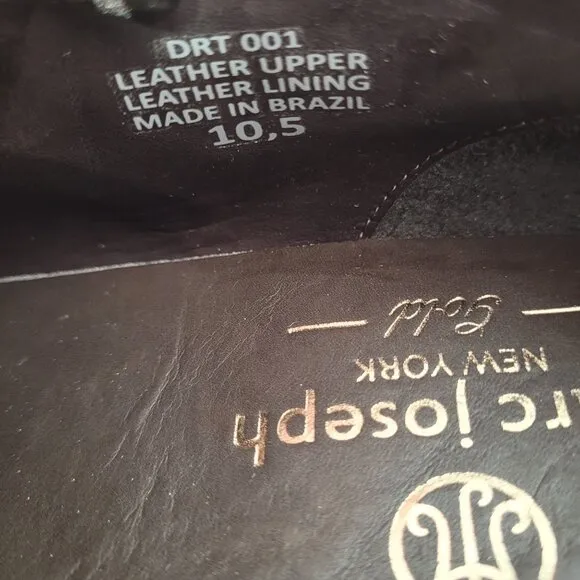 DRT 001
LEATHER UPPER
LEATHER LINING
MADE IN BRAZIL
10,5
arc joseph
NEW YORK
Gold